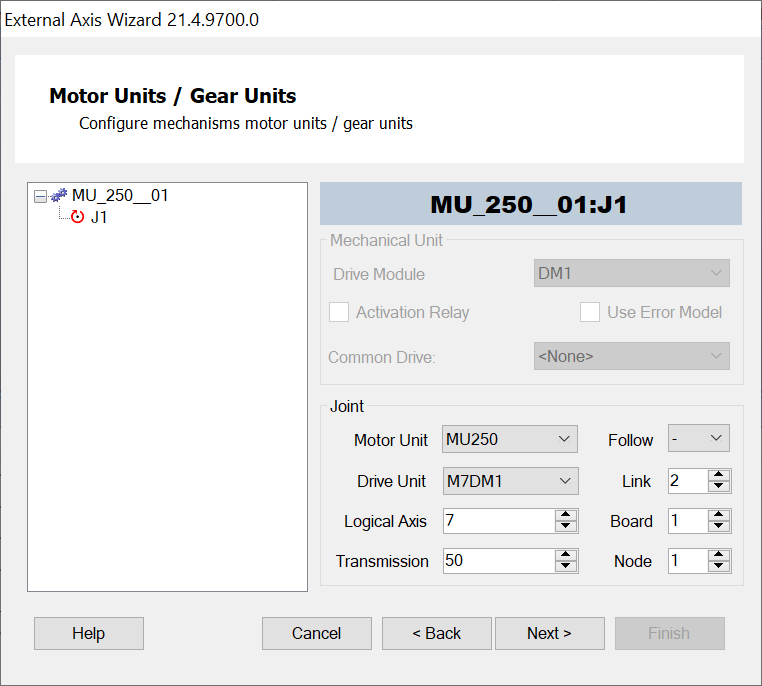 External Axis Wizard 21.4.9700.0
Motor Units / Gear Units
Configure mechanisms motor units / gear units
MU_250__01
J1
MU_250__01:J1
Mechanical Unit
Drive Module DM1
Activation Relay Use Error Model
Common Drive: <None>
Joint
Motor Unit MU250 Follow -
Drive Unit M7DM1 Link 2
Logical Axis 7 Board 1
Transmission 50 Node 1
Help Cancel < Back Next > Finish